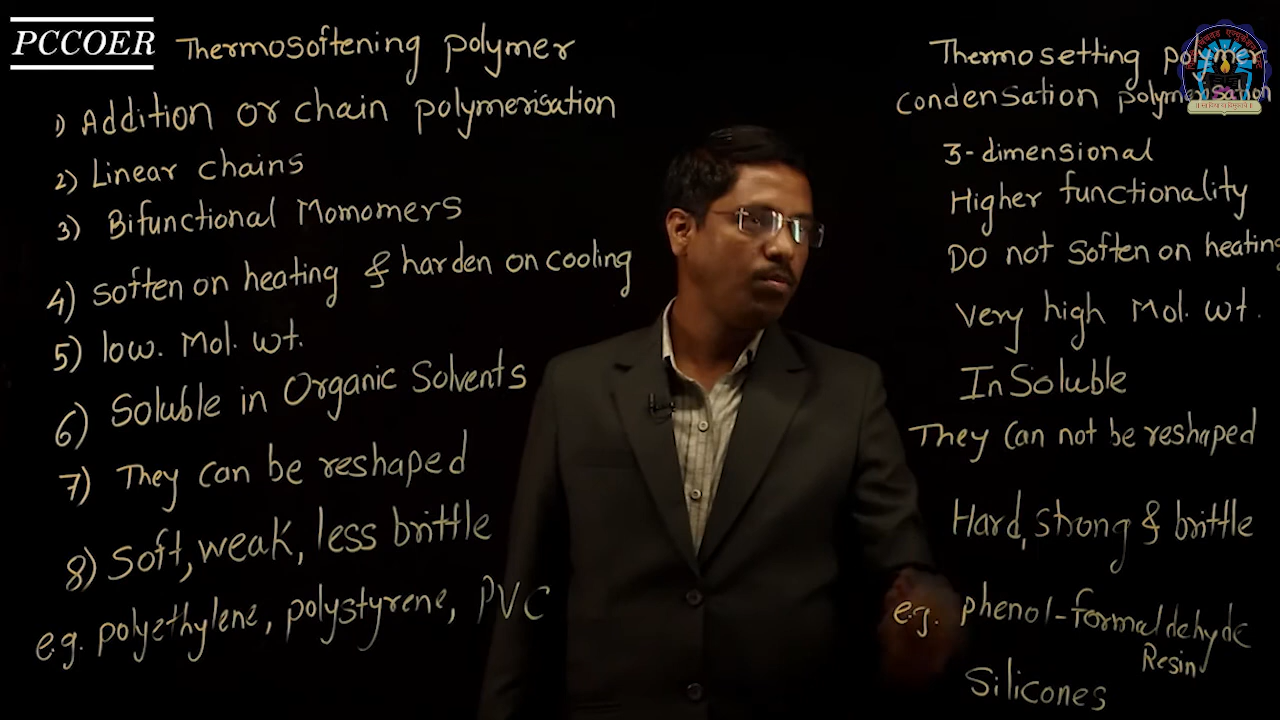 PCCOER
Thermosoftening polymer
1) Addition or chain polymerisation
2) Linear chains
3) Bifunctional Momomers
4) Soften on heating & harden on cooling
5) low. Mol. wt.
6) Soluble in Organic Solvents
7) They can be reshaped
8) Soft, weak, less brittle
e.g. polyethylene, polystyrene, PVC
Thermosetting polymer
Condensation polymerisation
3-dimensional
Higher functionality
Do not soften on heating
Very high Mol. wt.
InSoluble
They Can not be reshaped
Hard, strong & brittle
e.g. phenol-formaldehyde
Resin
Silicones